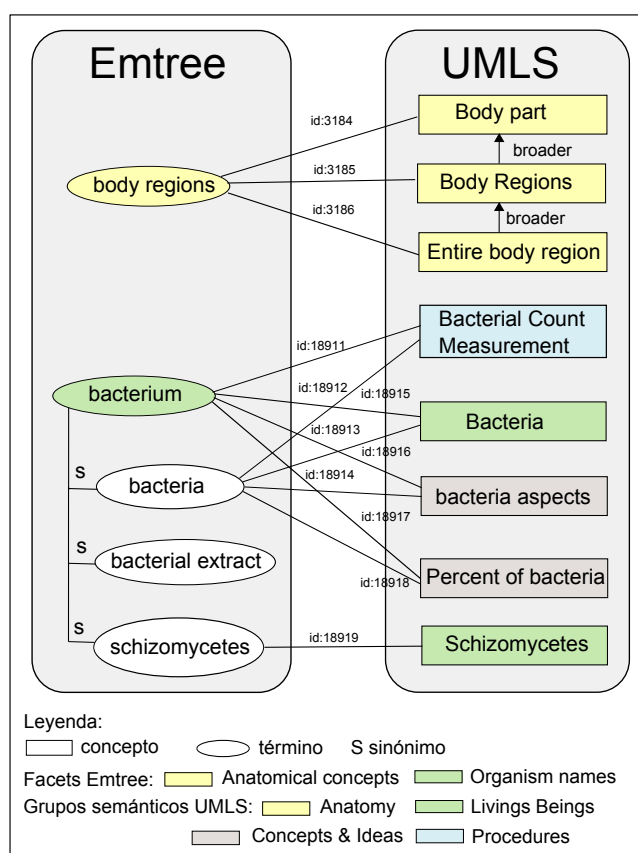 Emtree
UMLS
id:3184
Body part
broader
id:3185
body regions
Body Regions
id:3186
broader
Entire body region
Bacterial Count
Measurement
id:18911
id:18912
id:18915
bacterium
Bacteria
id:18913
id:18916
S
bacteria
id:18914
bacteria aspects
id:18917
S
bacterial extract
id:18918
Percent of bacteria
S
schizomycetes
id:18919
Schizomycetes
Leyenda:
concepto
término
S sinónimo
Facets Emtree:
Anatomical concepts
Organism names
Grupos semánticos UMLS:
Anatomy
Livings Beings
Concepts & Ideas
Procedures